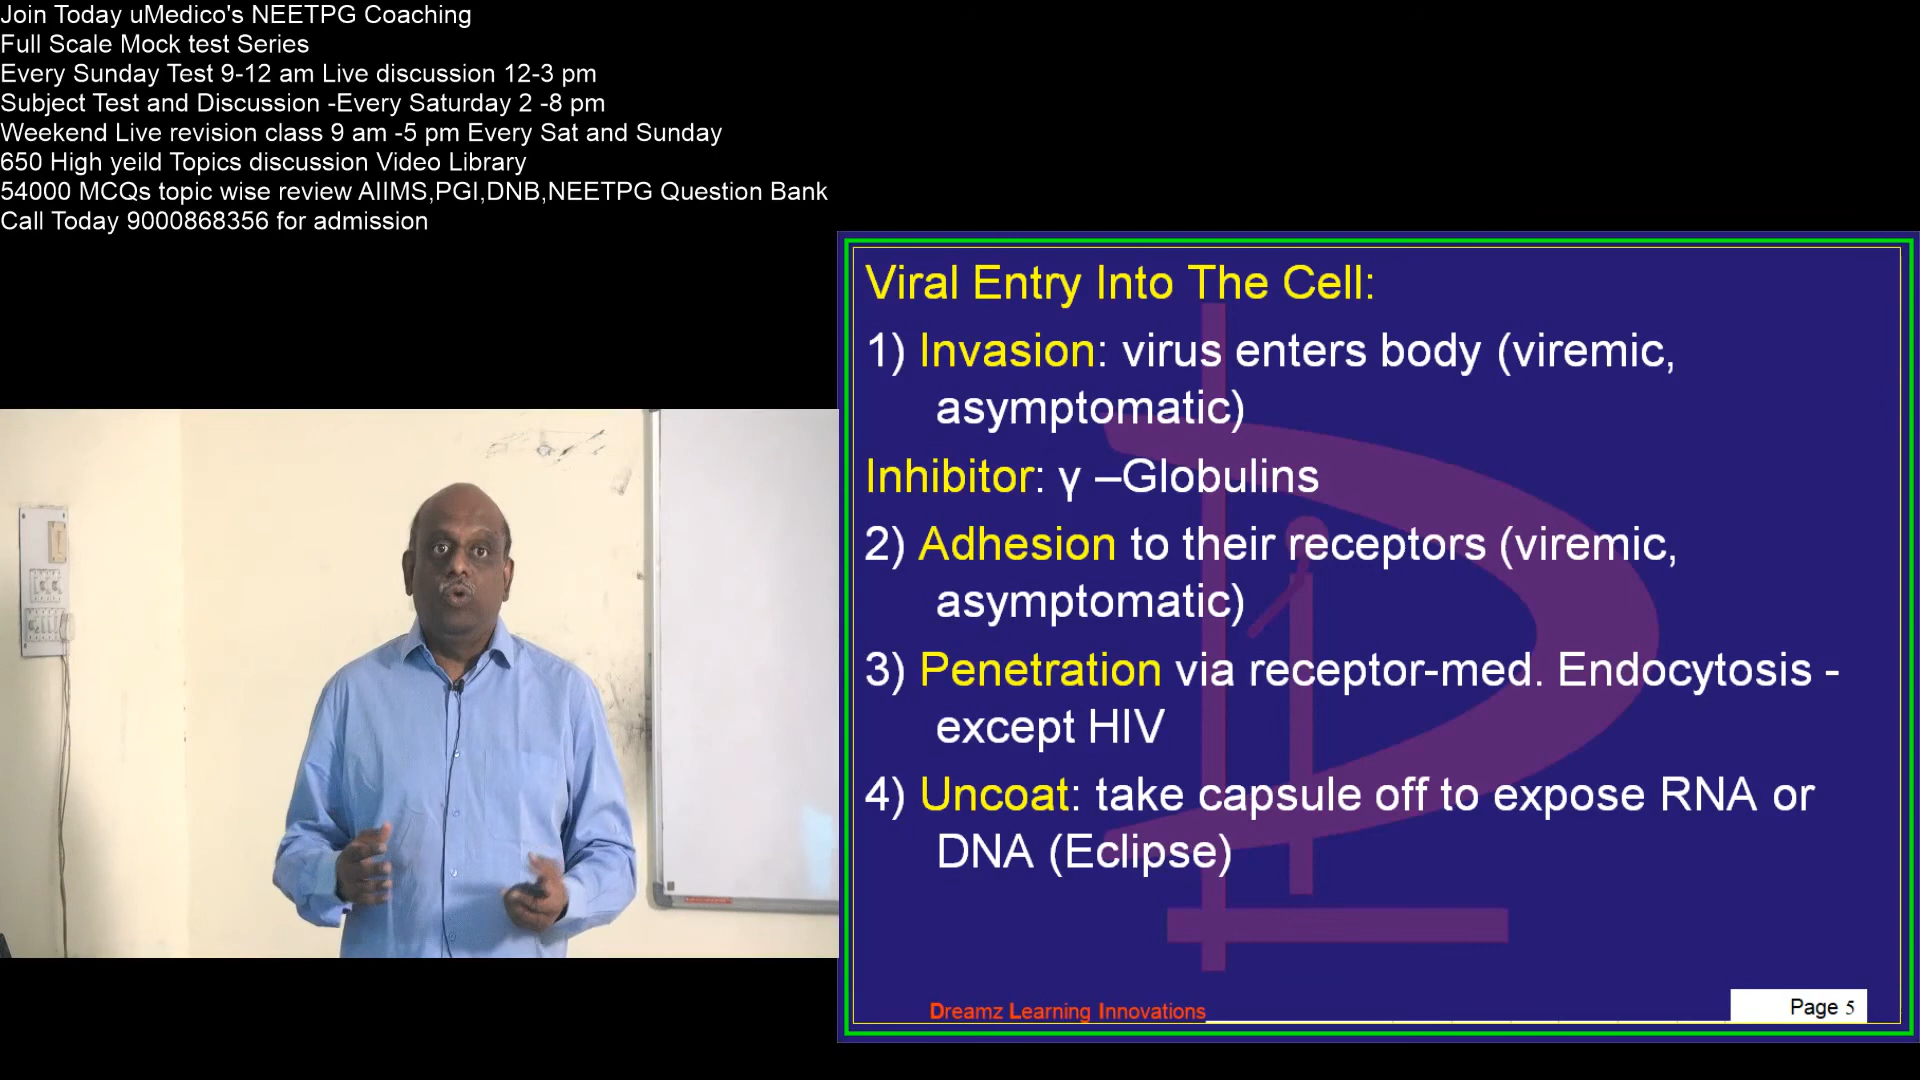 Join Today uMedico's NEETPG Coaching
Full Scale Mock test Series
Every Sunday Test 9-12 am Live discussion 12-3 pm
Subject Test and Discussion -Every Saturday 2 -8 pm
Weekend Live revision class 9 am -5 pm Every Sat and Sunday
650 High yeild Topics discussion Video Library
54000 MCQs topic wise review AIIMS,PGI,DNB,NEETPG Question Bank
Call Today 9000868356 for admission
Viral Entry Into The Cell:
1) Invasion: virus enters body (viremic,
asymptomatic)
Inhibitor: γ –Globulins
2) Adhesion to their receptors (viremic,
asymptomatic)
3) Penetration via receptor-med. Endocytosis -
except HIV
4) Uncoat: take capsule off to expose RNA or
DNA (Eclipse)
Dreamz Learning Innovations
Page 5